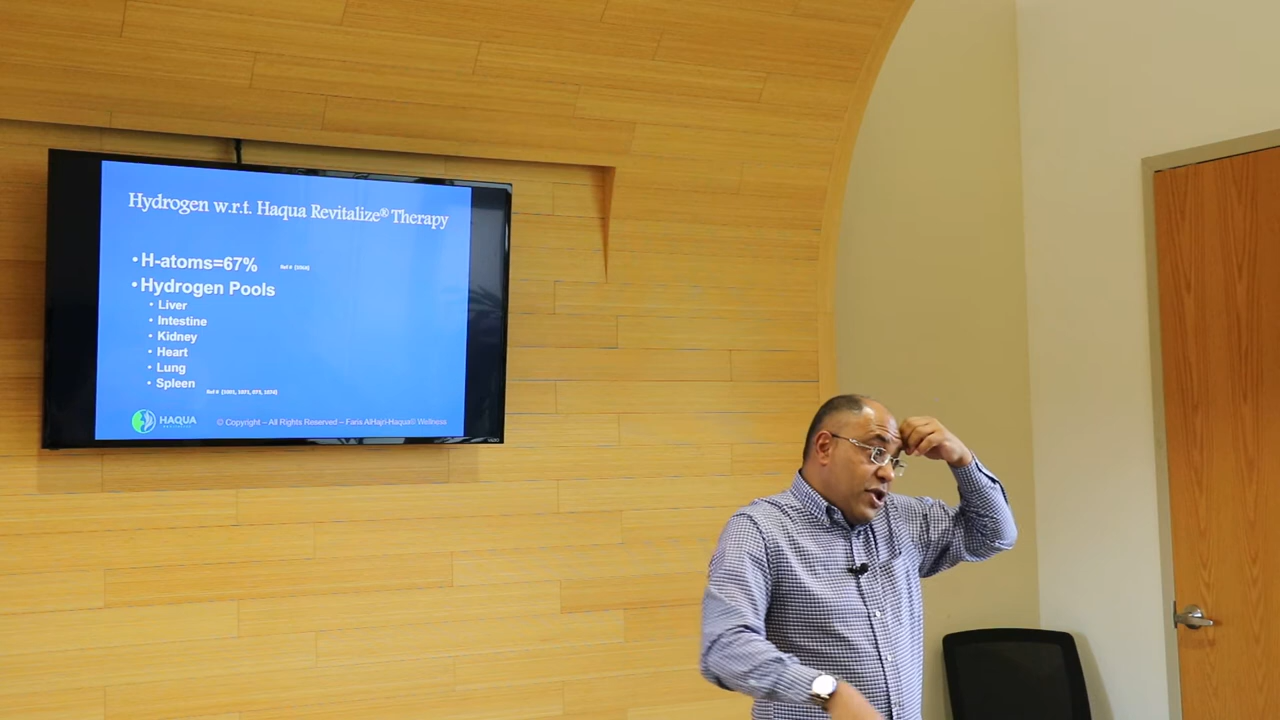 Hydrogen w.r.t. Haqua Revitalize® Therapy
•H-atoms=67%
•Hydrogen Pools
• Liver
• Intestine
• Kidney
• Heart
• Lung
• Spleen
HAQUA
© Copyright – All Rights Reserved – Faris AlHajri-Haqua® Wellness